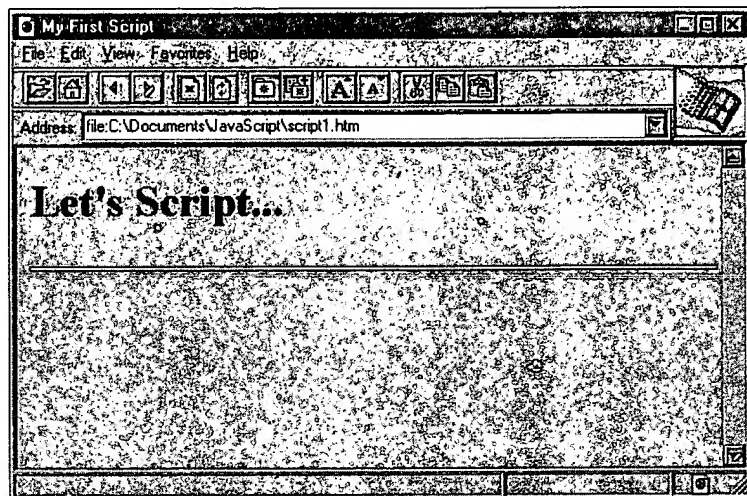 My First Script
File Edit View Favorites Help
A A
Address: file:C:\Documents\JavaScript\script1.htm
Let's Script...